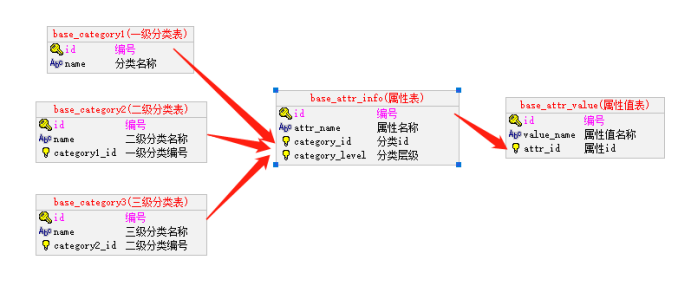 base_category1(一级分类表)
id 编号
name 分类名称
base_category2(二级分类表)
id 编号
name 二级分类名称
category1_id 一级分类编号
base_category3(三级分类表)
id 编号
name 三级分类名称
category2_id 二级分类编号
base_attr_info(属性表)
id 编号
attr_name 属性名称
category_id 分类id
category_level 分类层级
base_attr_value(属性值表)
id 编号
value_name 属性值名称
attr_id 属性id